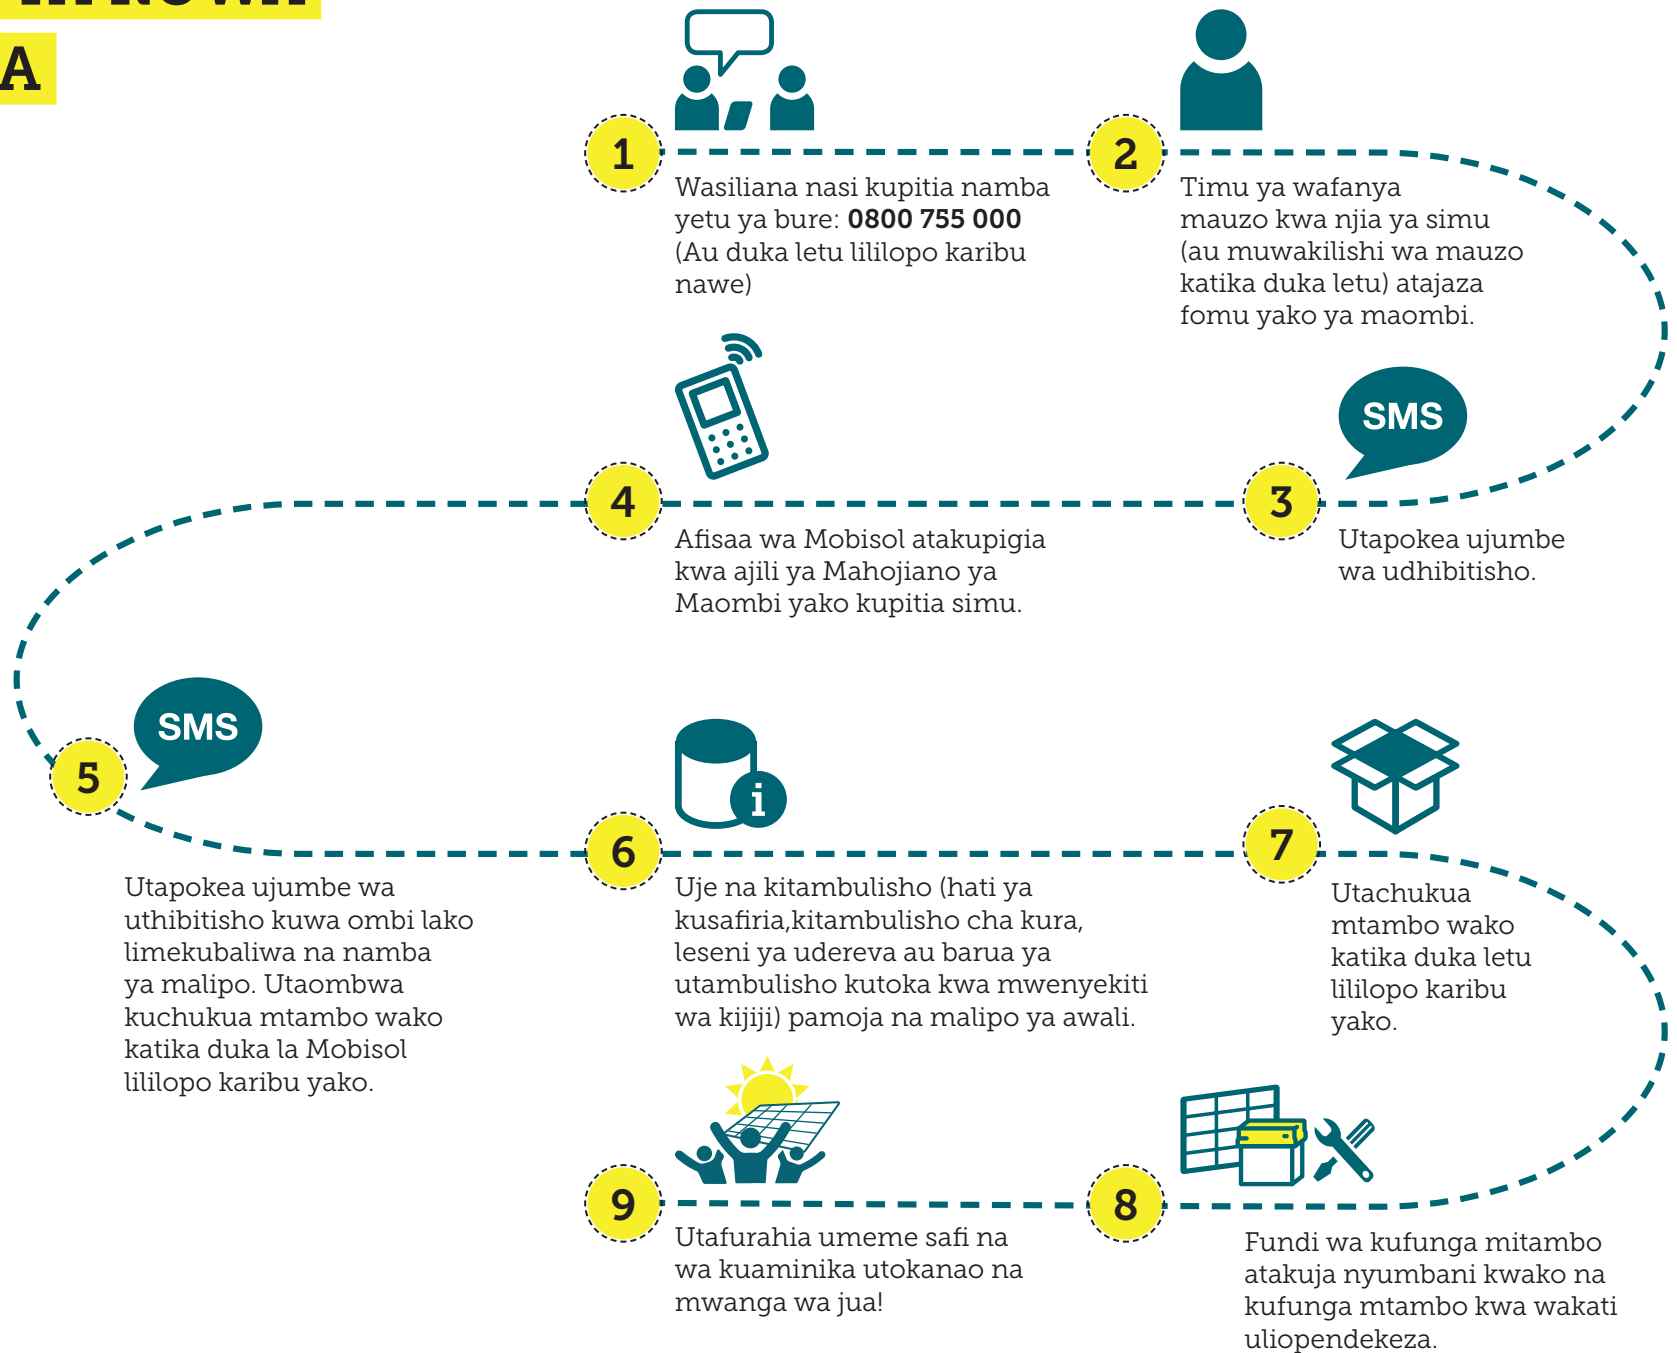 A
1
Wasiliana nasi kupitia namba
yetu ya bure: 0800 755 000
(Au duka letu lililopo karibu
nawe)
2
Timu ya wafanya
mauzo kwa njia ya simu
(au muwakilishi wa mauzo
katika duka letu) atajaza
fomu yako ya maombi.
SMS
3
Utapokea ujumbe
wa udhibitisho.
4
Afisaa wa Mobisol atakupigia
kwa ajili ya Mahojiano ya
Maombi yako kupitia simu.
SMS
5
Utapokea ujumbe wa
uthibitisho kuwa ombi lako
limekubaliwa na namba
ya malipo. Utaombwa
kuchukua mtambo wako
katika duka la Mobisol
lililopo karibu yako.
i
6
Uje na kitambulisho (hati ya
kusafiria,kitambulisho cha kura,
leseni ya udereva au barua ya
utambulisho kutoka kwa mwenyekiti
wa kijiji) pamoja na malipo ya awali.
7
Utachukua
mtambo wako
katika duka letu
lililopo karibu
yako.
8
Fundi wa kufunga mitambo
atakuja nyumbani kwako na
kufunga mtambo kwa wakati
uliopendekeza.
9
Utafurahia umeme safi na
wa kuaminika utokanao na
mwanga wa jua!